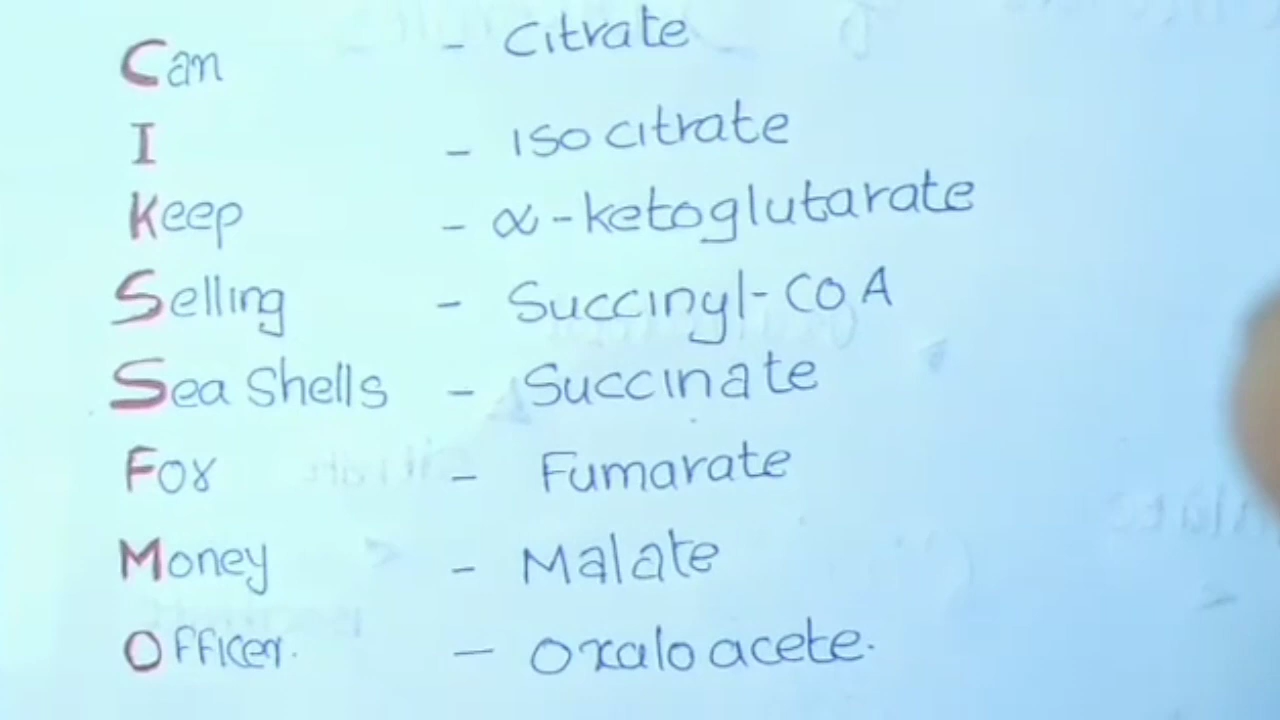 Can - Citrate
I - Isocitrate
Keep - α-ketoglutarate
Selling - Succinyl-CoA
Sea Shells - Succinate
For - Fumarate
Money - Malate
Officer. - Oxaloacete.